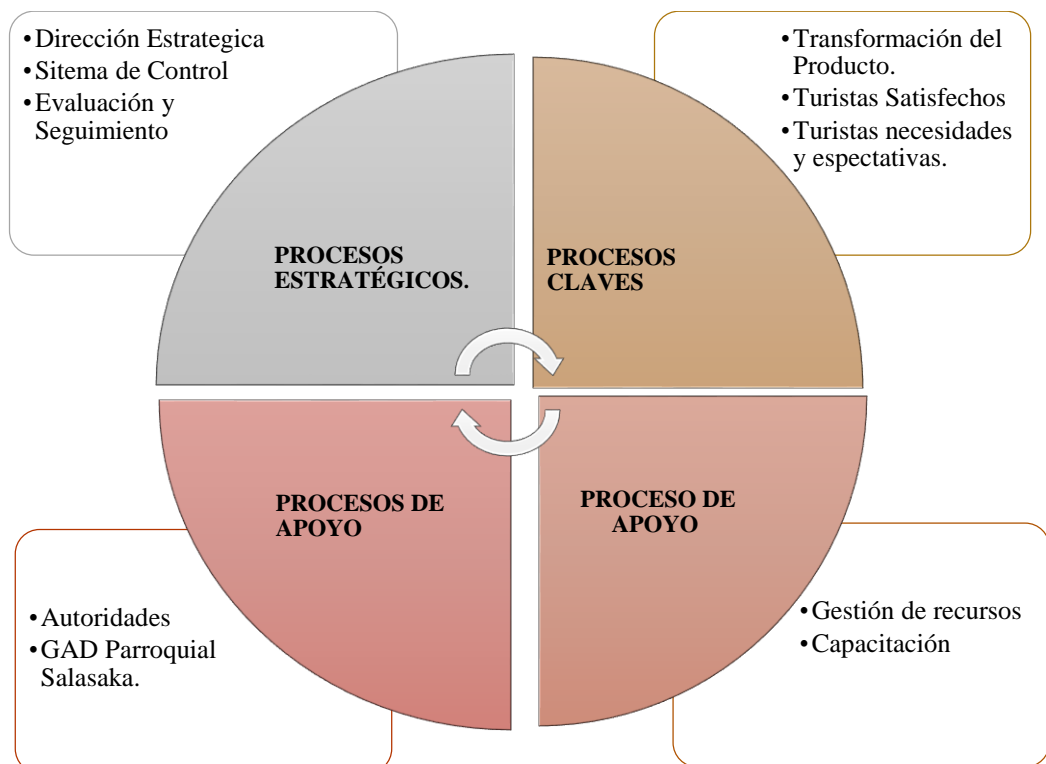 •Dirección Estrategica
•Sitema de Control
•Evaluación y
Seguimiento
•Transformación del
Producto.
•Turistas Satisfechos
•Turistas necesidades
y espectativas.
PROCESOS
ESTRATÉGICOS.
PROCESOS
CLAVES
PROCESOS DE
APOYO
PROCESO DE
APOYO
•Autoridades
•GAD Parroquial
Salasaka.
•Gestión de recursos
•Capacitación